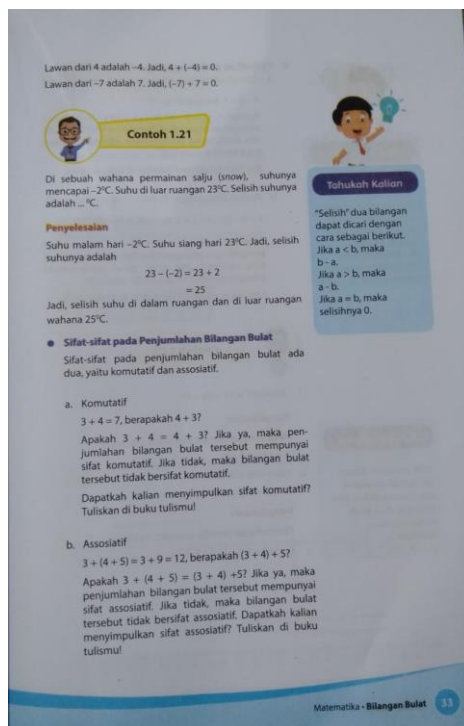 Lawan dari 4 adalah –4. Jadi, 4 + (–4) = 0.
Lawan dari –7 adalah 7. Jadi, (–7) + 7 = 0.
Contoh 1.21
Di sebuah wahana permainan salju (snow), suhunya
mencapai –2⁰C. Suhu di luar ruangan 23⁰C. Selisih suhunya
adalah ... ⁰C.
Penyelesaian
Suhu malam hari –2⁰C. Suhu siang hari 23⁰C. Jadi, selisih
suhunya adalah
23 – (–2) = 23 + 2
= 25
Jadi, selisih suhu di dalam ruangan dan di luar ruangan
wahana 25⁰C.
● Sifat-sifat pada Penjumlahan Bilangan Bulat
Sifat-sifat pada penjumlahan bilangan bulat ada
dua, yaitu komutatif dan assosiatif.
a. Komutatif
3 + 4 = 7, berapakah 4 + 3?
Apakah 3 + 4 = 4 + 3? Jika ya, maka pen-
jumlahan bilangan bulat tersebut mempunyai
sifat komutatif. Jika tidak, maka bilangan bulat
tersebut tidak bersifat komutatif.
Dapatkah kalian menyimpulkan sifat komutatif?
Tuliskan di buku tulismu!
b. Assosiatif
3 + (4 + 5) = 3 + 9 = 12, berapakah (3 + 4) + 5?
Apakah 3 + (4 + 5) = (3 + 4) +5? Jika ya, maka
penjumlahan bilangan bulat tersebut mempunyai
sifat assosiatif. Jika tidak, maka bilangan bulat
tersebut tidak bersifat assosiatif. Dapatkah kalian
menyimpulkan sifat assosiatif? Tuliskan di buku
tulismu!
Tahukah Kalian
"Selisih" dua bilangan
dapat dicari dengan
cara sebagai berikut.
Jika a < b, maka
b - a.
Jika a > b, maka
a - b.
Jika a = b, maka
selisihnya 0.
Matematika • Bilangan Bulat 33